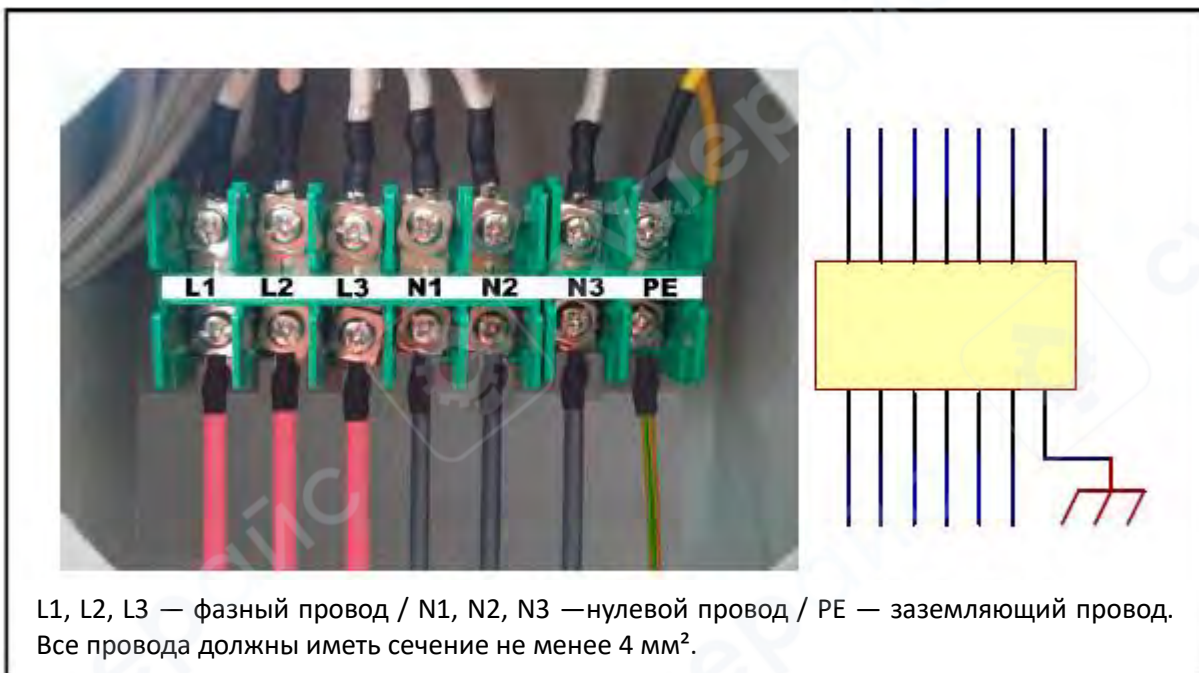 L1 L2 L3 N1 N2 N3 PE
L1, L2, L3 — фазный провод / N1, N2, N3 —нулевой провод / PE — заземляющий провод.
Все провода должны иметь сечение не менее 4 мм².